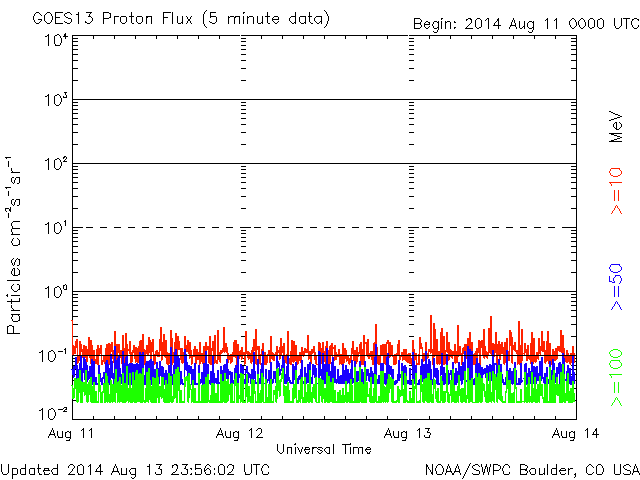 GOES13 Proton Flux (5 minute data)
Begin: 2014 Aug 11 0000 UTC
Particles cm⁻²s⁻¹sr⁻¹
10⁴
10³
10²
10¹
10⁰
10⁻¹
10⁻²
Aug 11
Aug 12
Aug 13
Aug 14
Universal Time
MeV
>=10
>=50
>=100
Updated 2014 Aug 13 23:56:02 UTC
NOAA/SWPC Boulder, CO USA